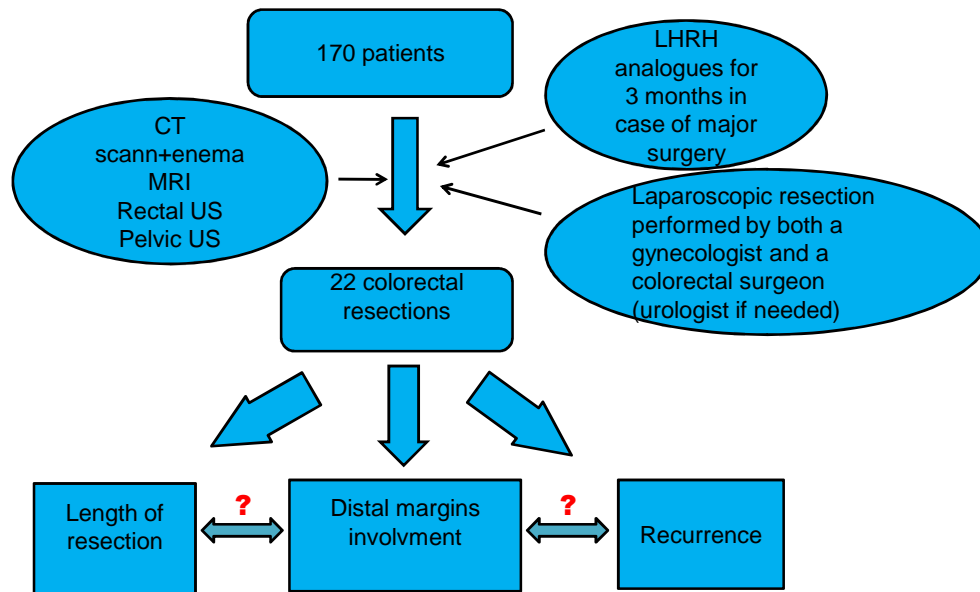 170 patients
LHRH
analogues for
3 months in
case of major
surgery
CT
scann+enema
MRI
Rectal US
Pelvic US
Laparoscopic resection
performed by both a
gynecologist and a
colorectal surgeon
(urologist if needed)
22 colorectal
resections
Length of
resection
?
Distal margins
involvment
?
Recurrence